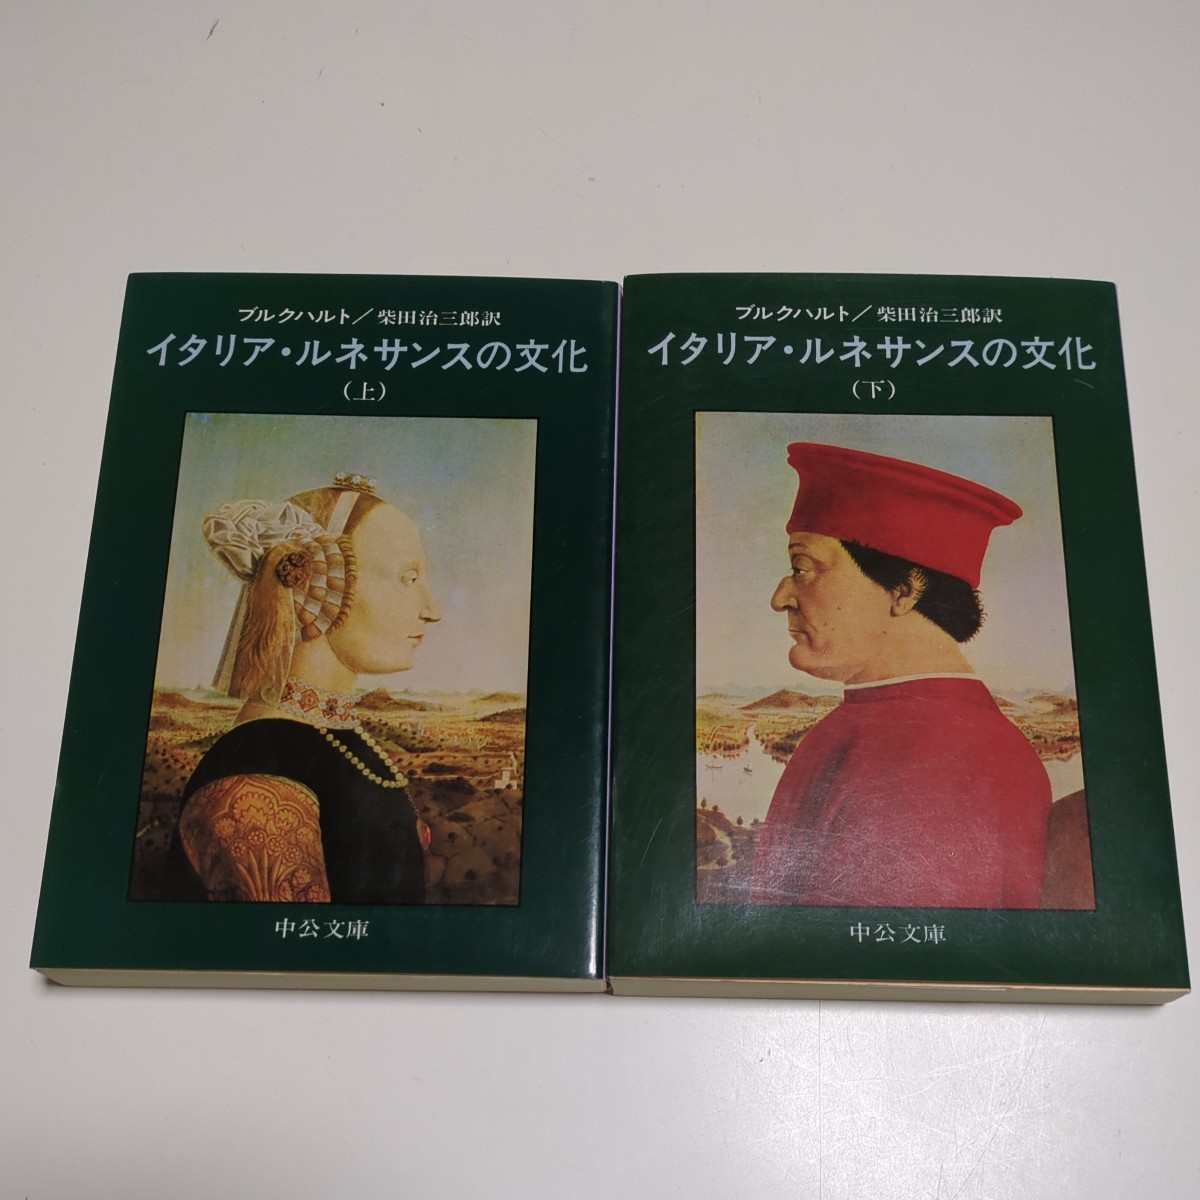 ブルクハルト／柴田治三郎訳
イタリア・ルネサンスの文化
（上）
中公文庫
ブルクハルト／柴田治三郎訳
イタリア・ルネサンスの文化
（下）
中公文庫